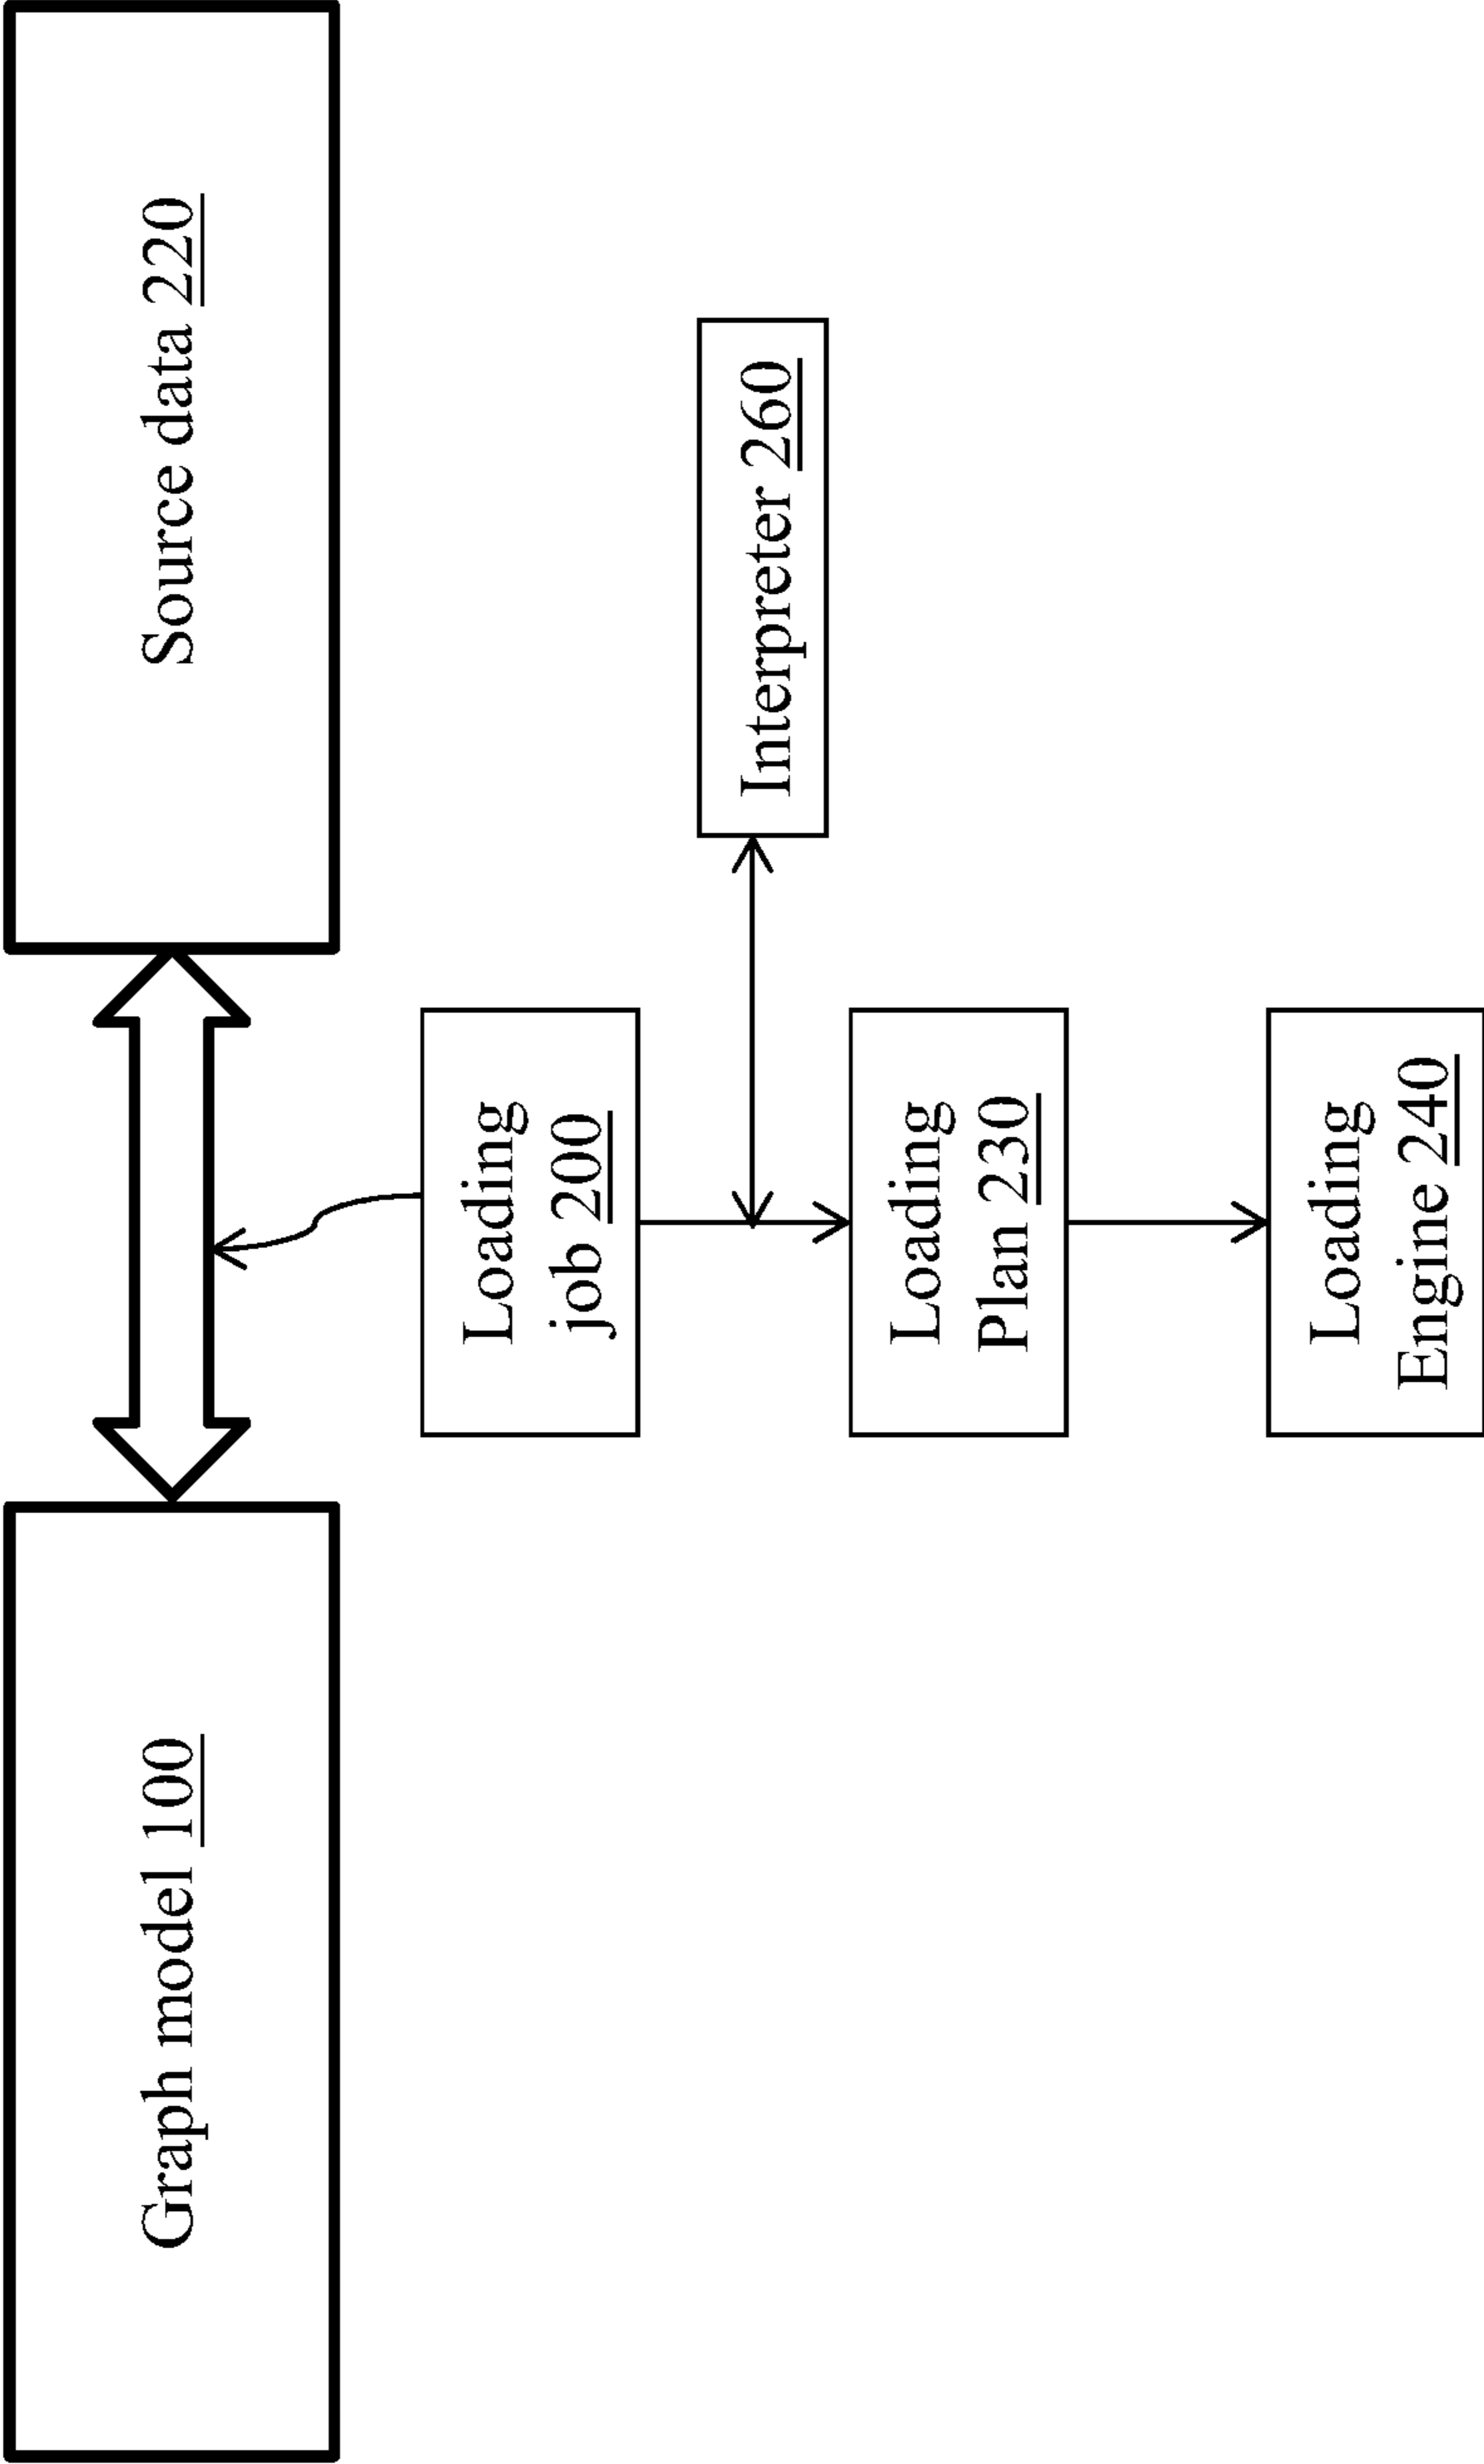 Graph model 100
Source data 220
Loading
job 200
Interpreter 260
Loading
Plan 230
Loading
Engine 240